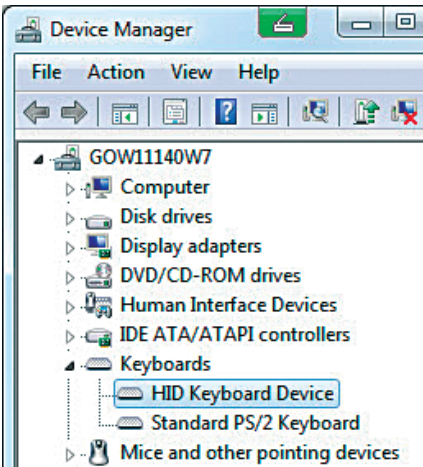 Device Manager
File Action View Help
GOW11140W7
Computer
Disk drives
Display adapters
DVD/CD-ROM drives
Human Interface Devices
IDE ATA/ATAPI controllers
Keyboards
HID Keyboard Device
Standard PS/2 Keyboard
Mice and other pointing devices